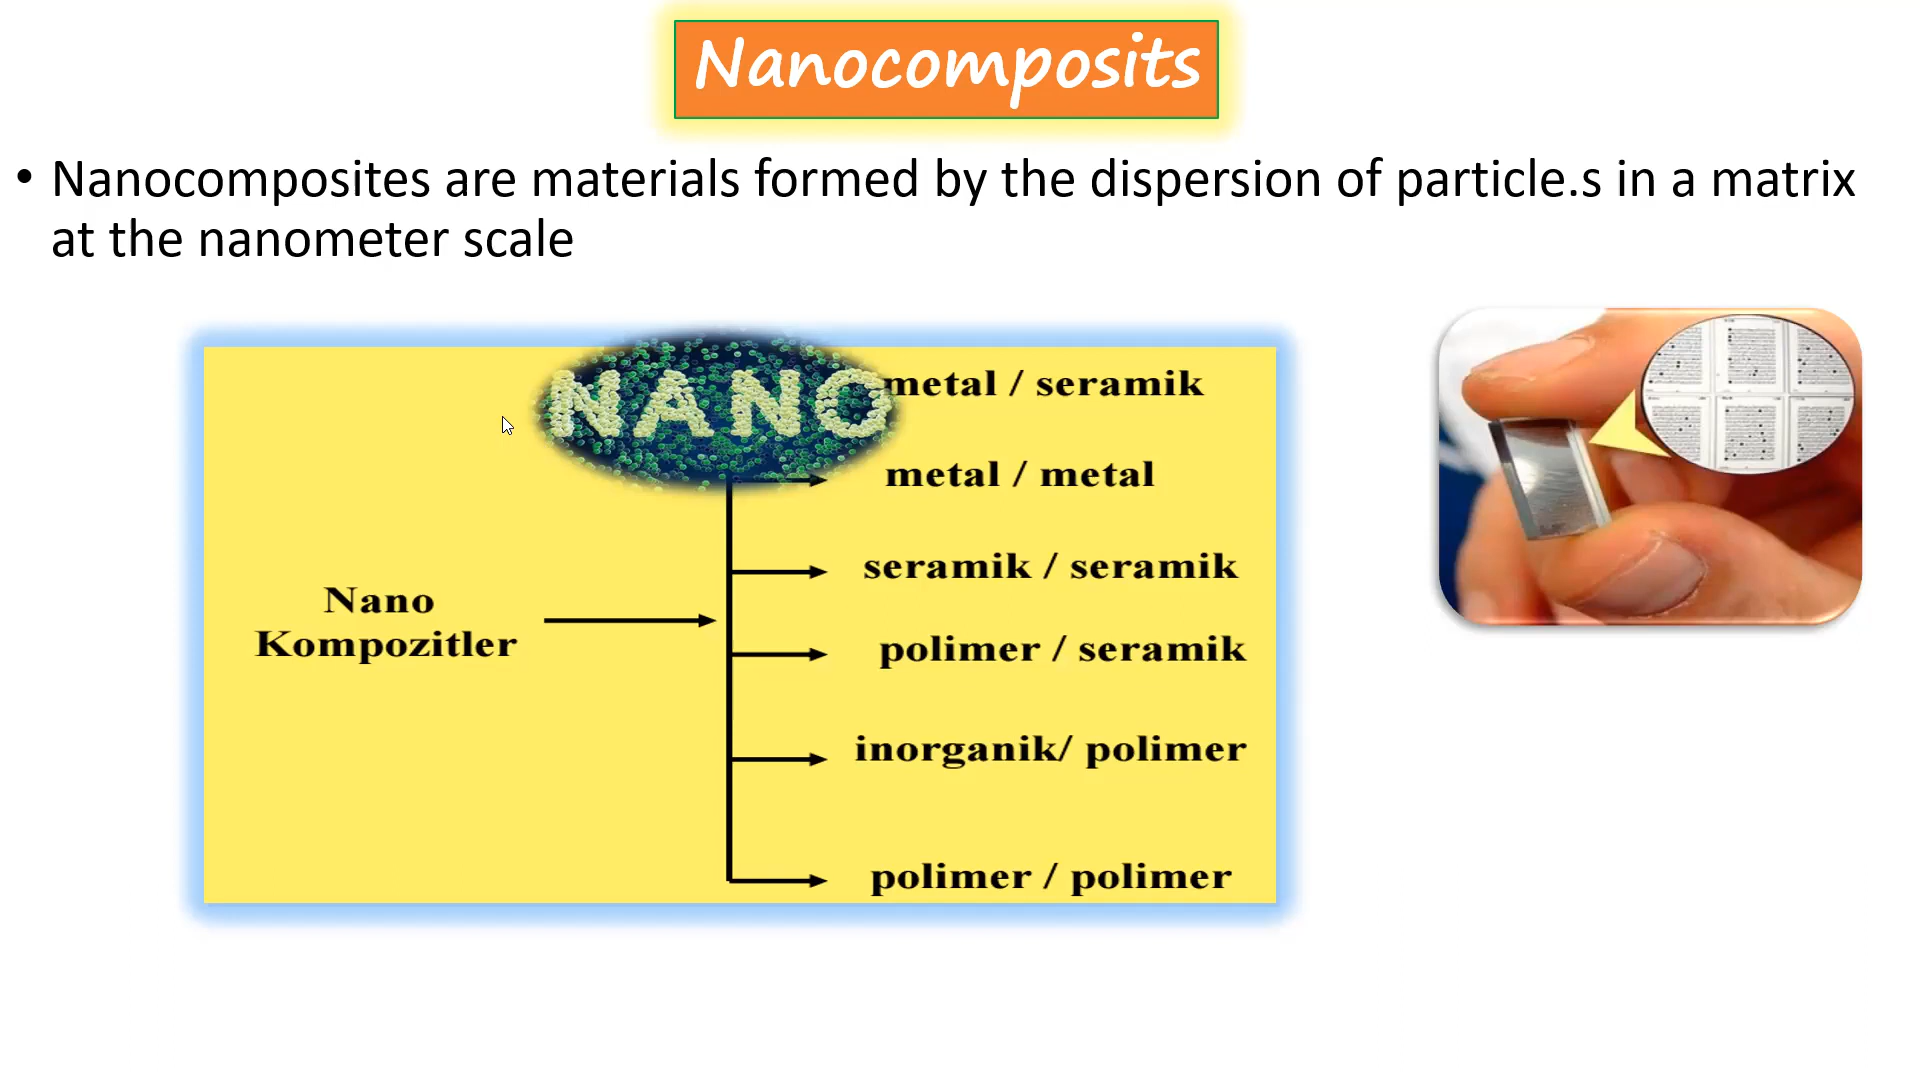 Nanocomposits
• Nanocomposites are materials formed by the dispersion of particle.s in a matrix
at the nanometer scale
NANO
metal / seramik
metal / metal
seramik / seramik
Nano
Kompozitler
polimer / seramik
inorganik/ polimer
polimer / polimer